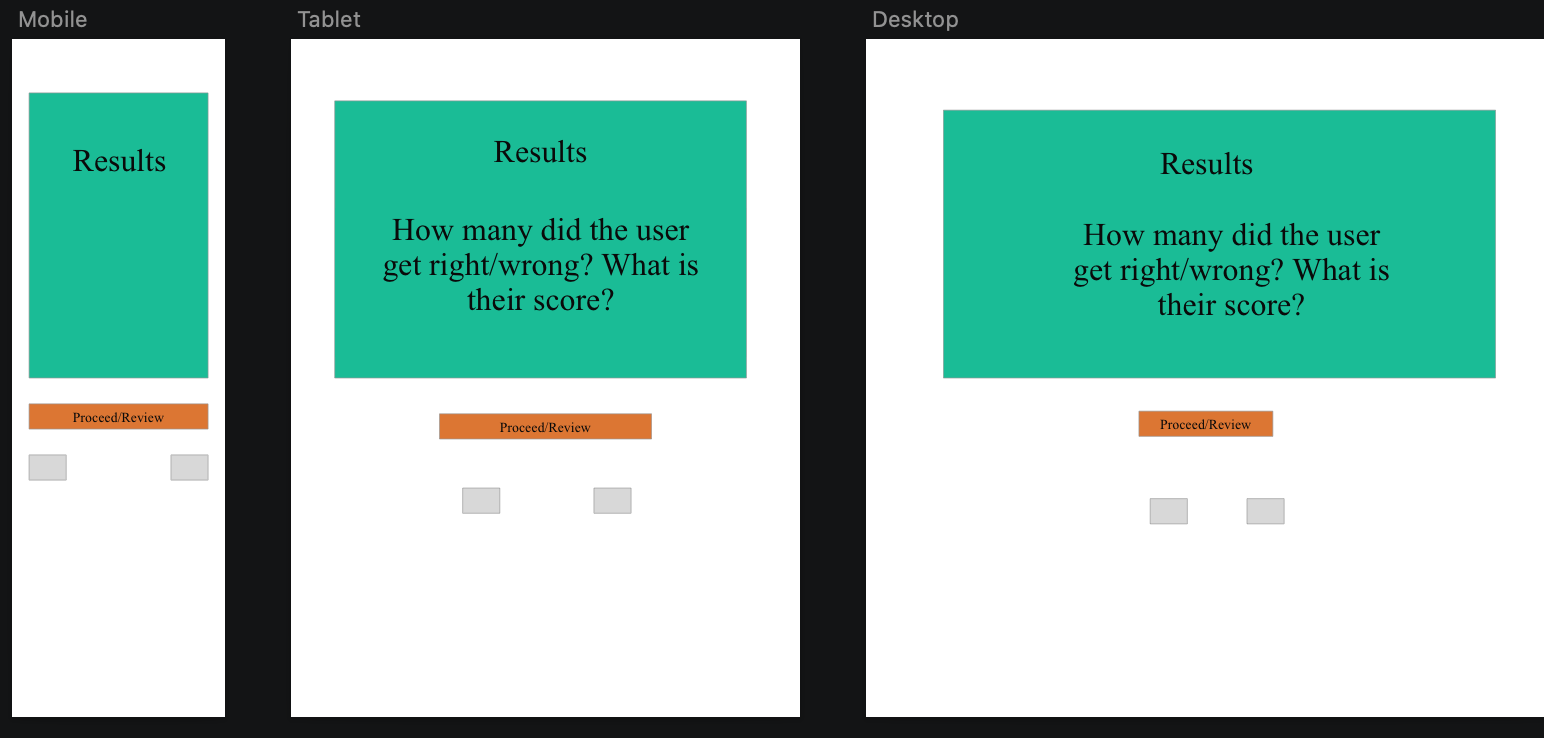 Mobile
Results
Proceed/Review
Tablet
Results
How many did the user
get right/wrong? What is
their score?
Proceed/Review
Desktop
Results
How many did the user
get right/wrong? What is
their score?
Proceed/Review